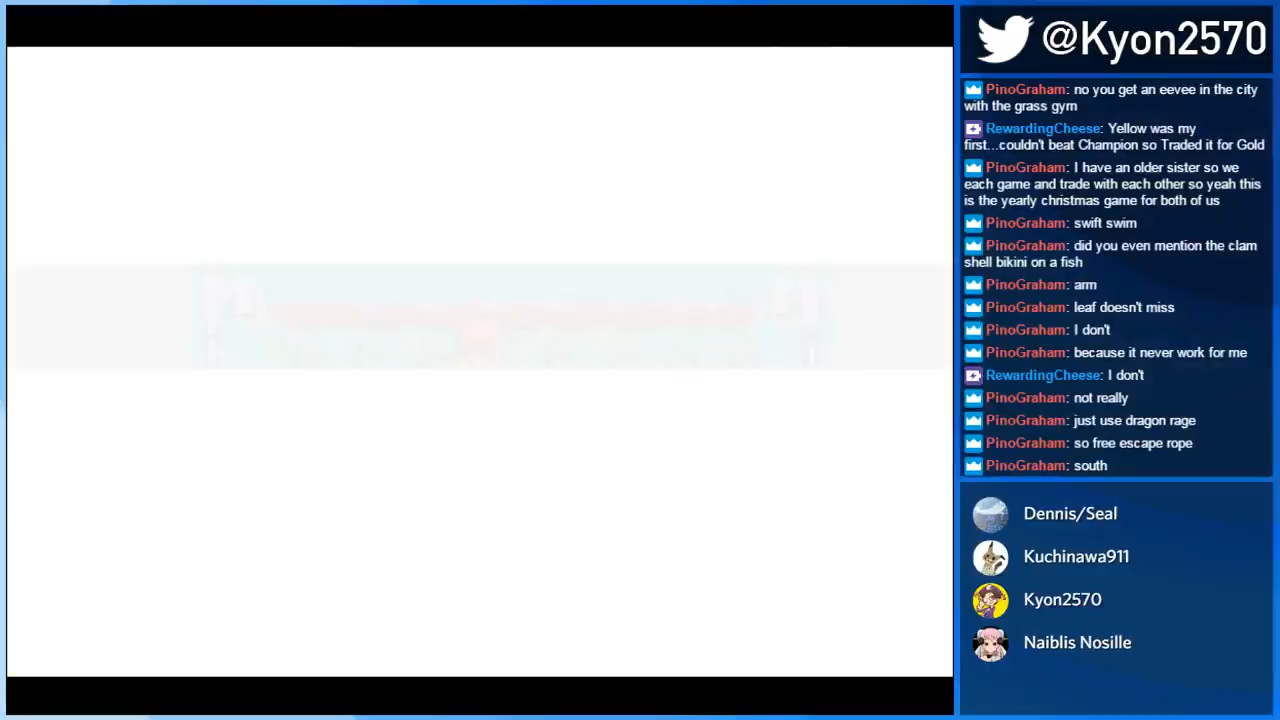 @Kyon2570
PinoGraham: no you get an eevee in the city
with the grass gym
RewardingCheese: Yellow was my
first...couldn't beat Champion so Traded it for Gold
PinoGraham: I have an older sister so we
each game and trade with each other so yeah this
is the yearly christmas game for both of us
PinoGraham: swift swim
PinoGraham: did you even mention the clam
shell bikini on a fish
PinoGraham: arm
PinoGraham: leaf doesn't miss
PinoGraham: I don't
PinoGraham: because it never work for me
RewardingCheese: I don't
PinoGraham: not really
PinoGraham: just use dragon rage
PinoGraham: so free escape rope
PinoGraham: south
Dennis/Seal
Kuchinawa911
Kyon2570
Naiblis Nosille